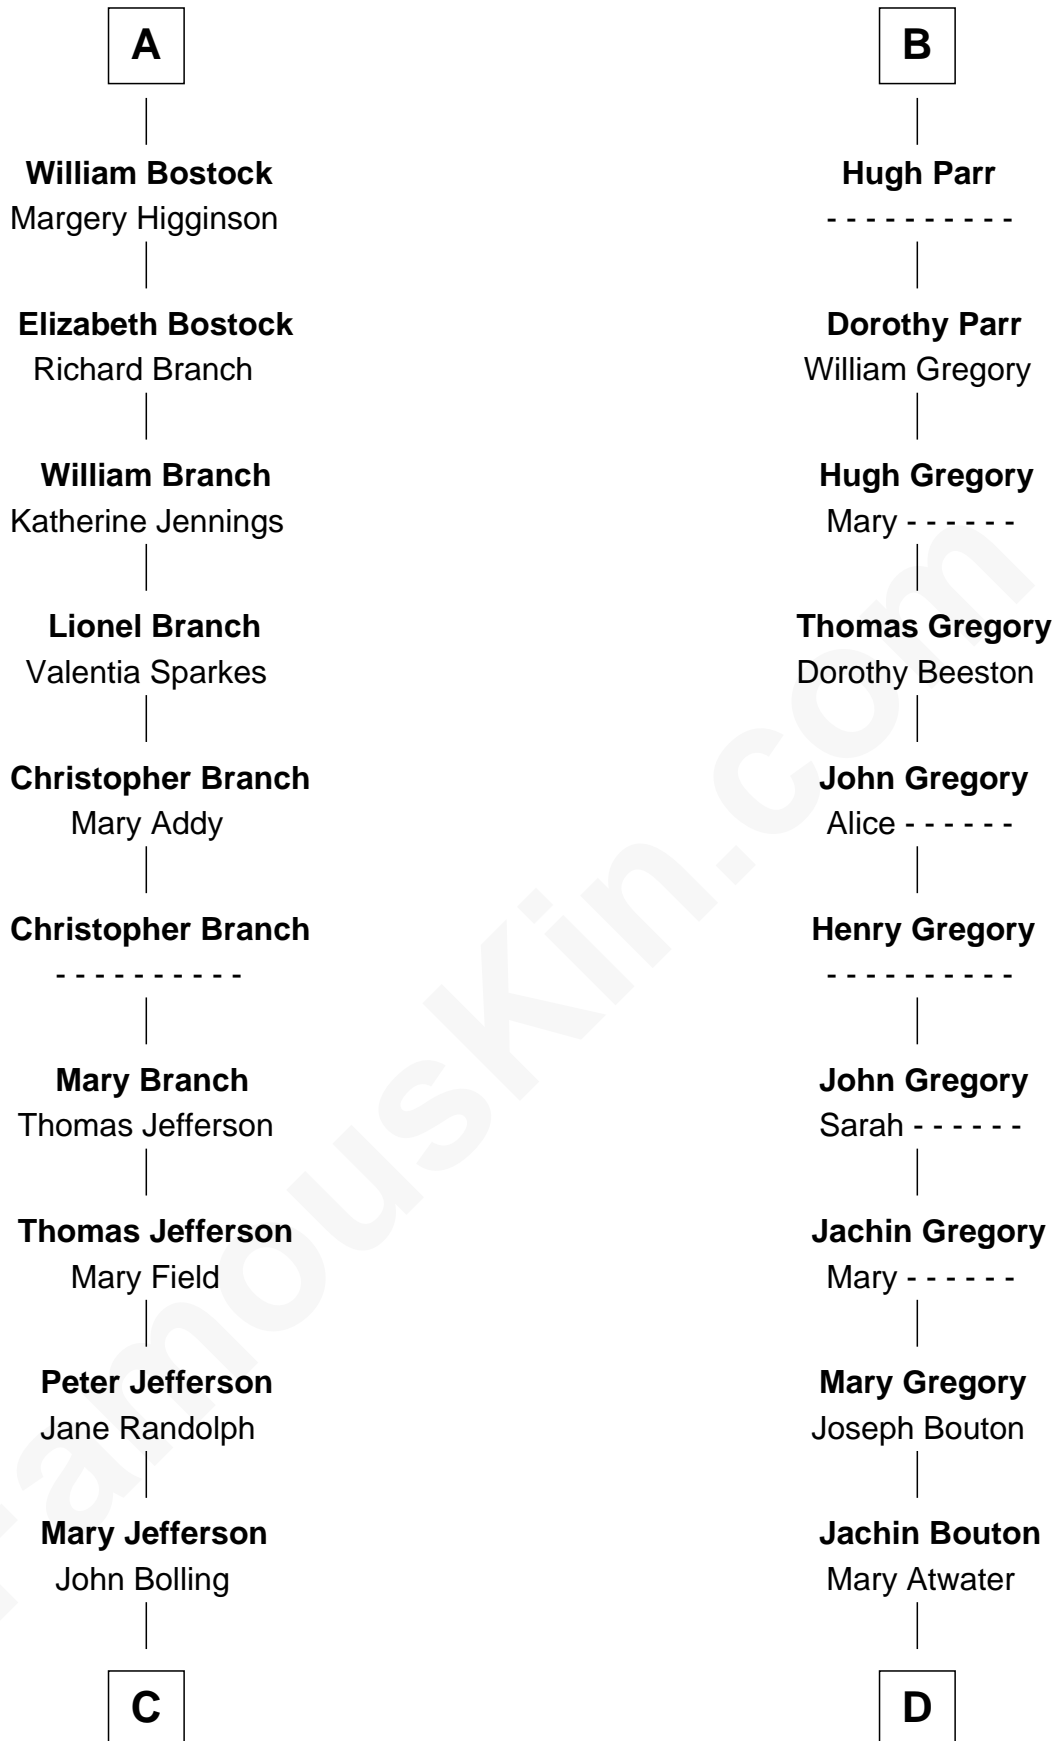 A
William Bostock
Margery Higginson
Elizabeth Bostock
Richard Branch
William Branch
Katherine Jennings
Lionel Branch
Valentia Sparkes
Christopher Branch
Mary Addy
Christopher Branch
- - - - - - - - - -
Mary Branch
Thomas Jefferson
Thomas Jefferson
Mary Field
Peter Jefferson
Jane Randolph
Mary Jefferson
John Bolling
C
B
Hugh Parr
- - - - - - - - - -
Dorothy Parr
William Gregory
Hugh Gregory
Mary - - - - - -
Thomas Gregory
Dorothy Beeston
John Gregory
Alice - - - - - -
Henry Gregory
- - - - - - - - - -
John Gregory
Sarah - - - - - -
Jachin Gregory
Mary - - - - - -
Mary Gregory
Joseph Bouton
Jachin Bouton
Mary Atwater
D
FamousKin.com